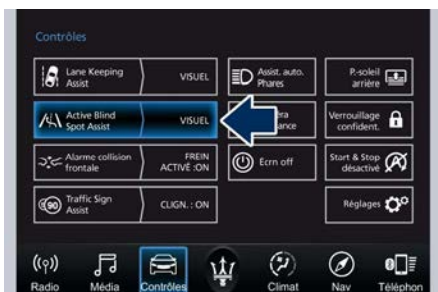 Contrôles
Lane Keeping
Assist
VISUEL
Assist. auto.
Phares
P.-soleil
arrière
Active Blind
Spot Assist
VISUEL
Verrouillage
confident.
Alarme collision
frontale
FREIN
ACTIVÉ :ON
Ecrn off
Start & Stop
désactivé
Traffic Sign
Assist
CLIGN. : ON
Réglages
Radio
Média
Contrôles
Climat
Nav
Téléphon